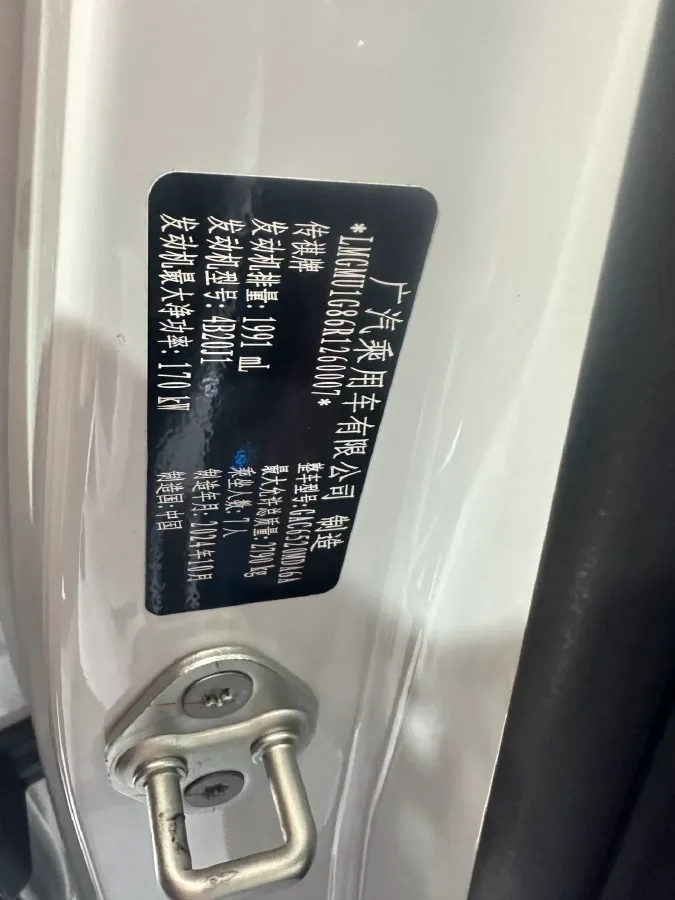 广汽乘用车有限公司 制造
*LMGMU1G86R1260007*
传祺牌 整车型号: GAC6520MDA6A
发动机排量: 1991 mL 最大允许总质量: 2790 kg
发动机型号: 4B20J1 乘坐人数: 7人
发动机最大净功率: 170 kW 制造年月: 2024年10月
制造国: 中国